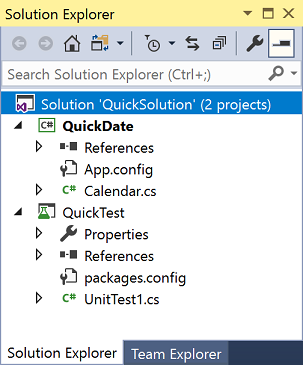 Solution Explorer
Search Solution Explorer (Ctrl+;)
Solution 'QuickSolution' (2 projects)
C# QuickDate
References
App.config
C# Calendar.cs
QuickTest
Properties
References
packages.config
C# UnitTest1.cs
Solution Explorer Team Explorer